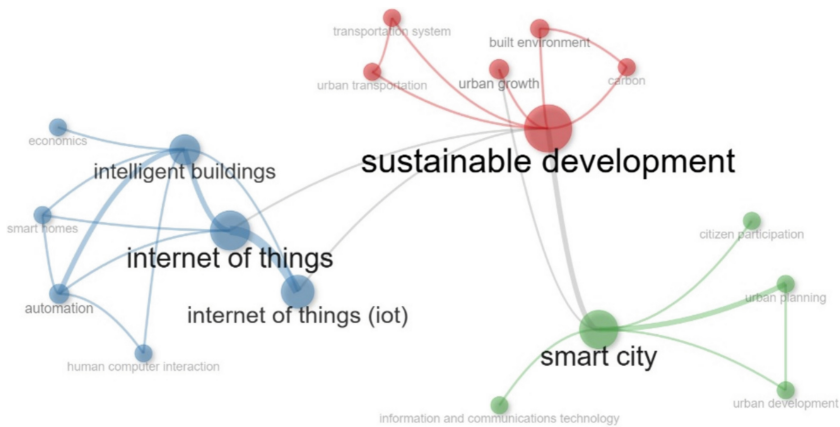 transportation system
built environment
urban transportation
urban growth
carbon
economics
intelligent buildings
sustainable development
smart homes
citizen participation
internet of things
urban planning
automation
internet of things (iot)
smart city
human computer interaction
urban development
information and communications technology